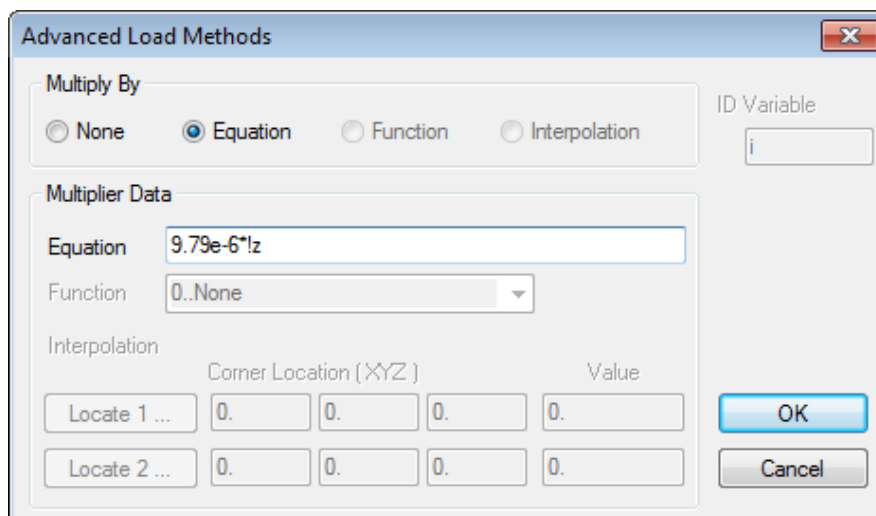 Advanced Load Methods
Multiply By
None Equation Function Interpolation
ID Variable
i
Multiplier Data
Equation 9.79e-6*!z
Function 0..None
Interpolation
Corner Location ( XYZ ) Value
Locate 1 ... 0. 0. 0. 0.
Locate 2 ... 0. 0. 0. 0.
OK
Cancel